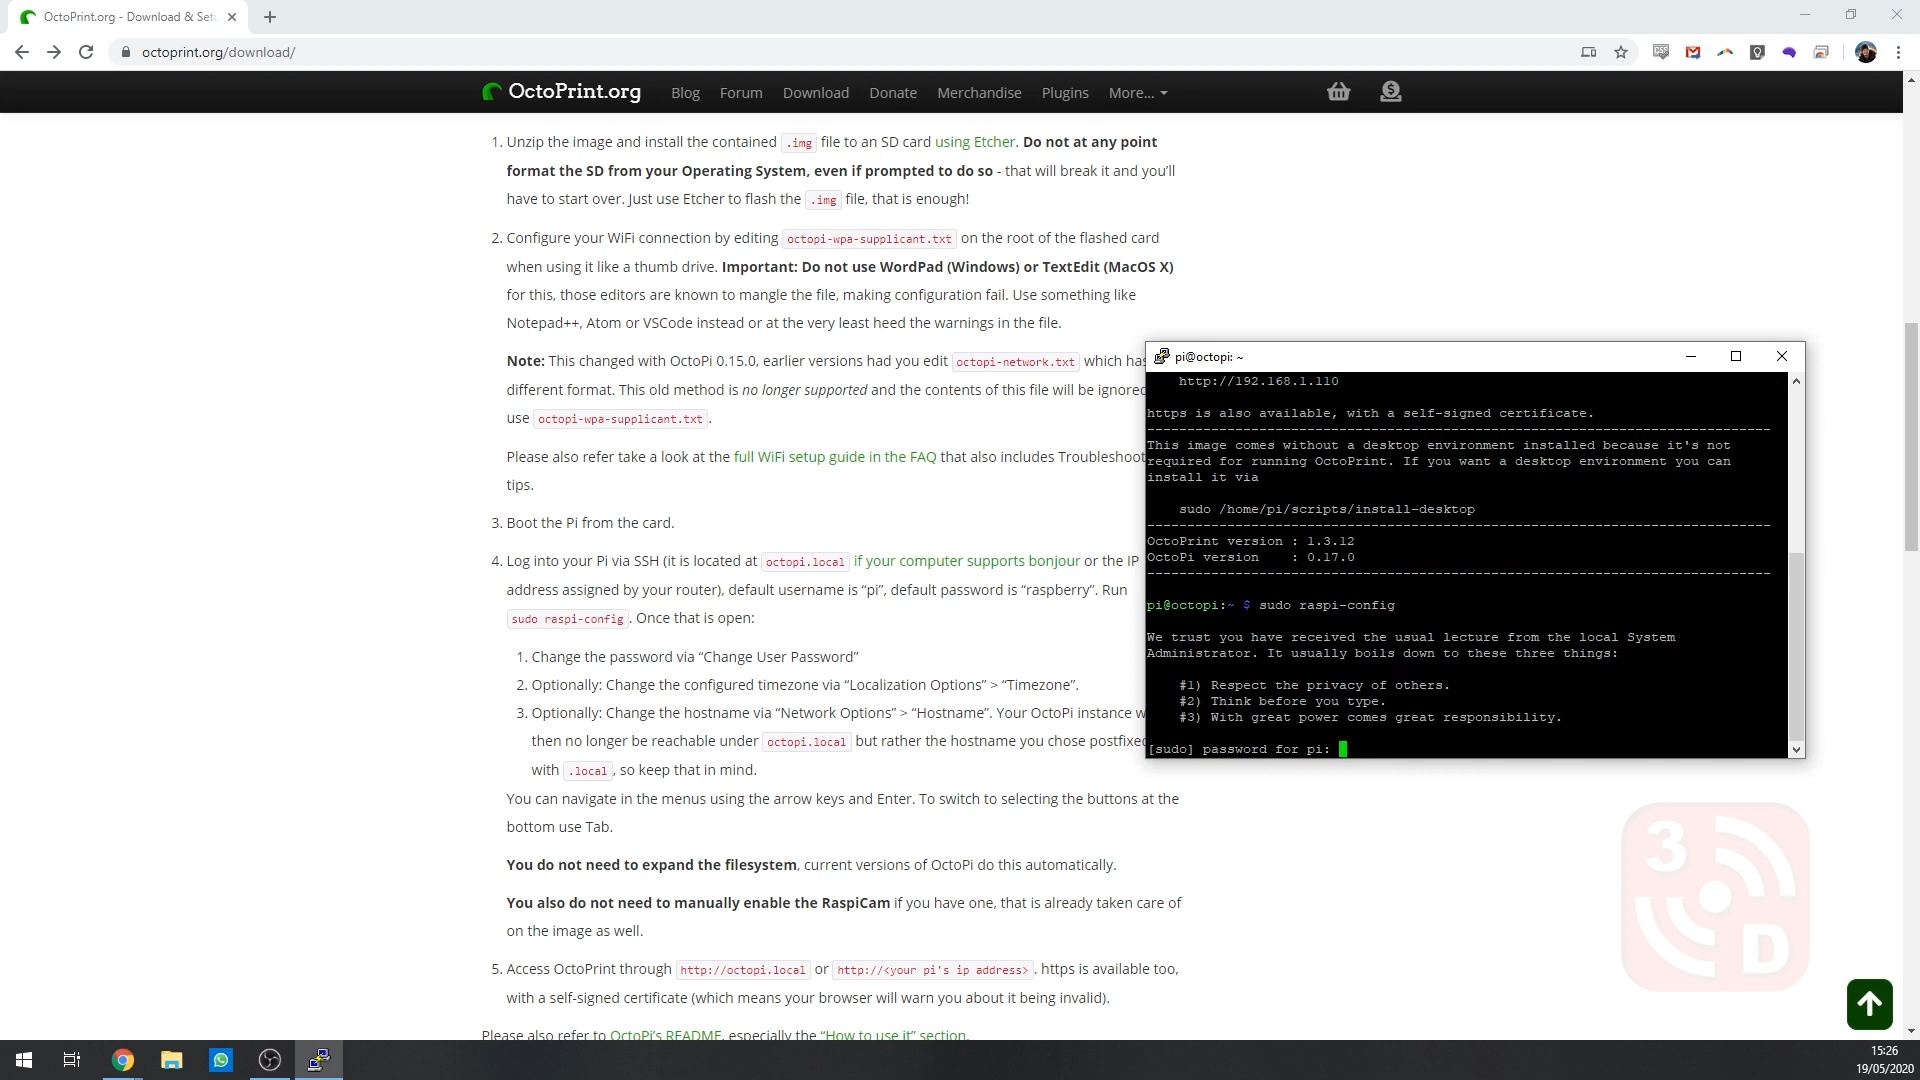 OctoPrint.org - Download & Setu
octoprint.org/download/
OctoPrint.org
Blog
Forum
Download
Donate
Merchandise
Plugins
More...
1. Unzip the image and install the contained .img file to an SD card using Etcher. Do not at any point
format the SD from your Operating System, even if prompted to do so - that will break it and you’ll
have to start over. Just use Etcher to flash the .img file, that is enough!
2. Configure your WiFi connection by editing octopi-wpa-supplicant.txt on the root of the flashed card
when using it like a thumb drive. Important: Do not use WordPad (Windows) or TextEdit (MacOS X)
for this, those editors are known to mangle the file, making configuration fail. Use something like
Notepad++, Atom or VSCode instead or at the very least heed the warnings in the file.
Note: This changed with OctoPi 0.15.0, earlier versions had you edit octopi-network.txt which has
different format. This old method is no longer supported and the contents of this file will be ignored
use octopi-wpa-supplicant.txt.
Please also refer take a look at the full WiFi setup guide in the FAQ that also includes Troubleshoot
tips.
3. Boot the Pi from the card.
4. Log into your Pi via SSH (it is located at octopi.local if your computer supports bonjour or the IP
address assigned by your router), default username is “pi”, default password is “raspberry”. Run
sudo raspi-config. Once that is open:
1. Change the password via “Change User Password”
2. Optionally: Change the configured timezone via “Localization Options” > “Timezone”.
3. Optionally: Change the hostname via “Network Options” > “Hostname”. Your OctoPi instance w
then no longer be reachable under octopi.local but rather the hostname you chose postfixed
with .local, so keep that in mind.
You can navigate in the menus using the arrow keys and Enter. To switch to selecting the buttons at the
bottom use Tab.
You do not need to expand the filesystem, current versions of OctoPi do this automatically.
You also do not need to manually enable the RaspiCam if you have one, that is already taken care of
on the image as well.
5. Access OctoPrint through http://octopi.local or http://<your pi's ip address>. https is available too,
with a self-signed certificate (which means your browser will warn you about it being invalid).
Please also refer to OctoPi’s README, especially the “How to use it” section.
pi@octopi: ~
http://192.168.1.110
https is also available, with a self-signed certificate.
------------------------------------------------------------------------------
This image comes without a desktop environment installed because it's not
required for running OctoPrint. If you want a desktop environment you can
install it via
sudo /home/pi/scripts/install-desktop
------------------------------------------------------------------------------
OctoPrint version : 1.3.12
OctoPi version    : 0.17.0
------------------------------------------------------------------------------
pi@octopi:~ $ sudo raspi-config
We trust you have received the usual lecture from the local System
Administrator. It usually boils down to these three things:
#1) Respect the privacy of others.
#2) Think before you type.
#3) With great power comes great responsibility.
[sudo] password for pi:
3
D
15:26
19/05/2020